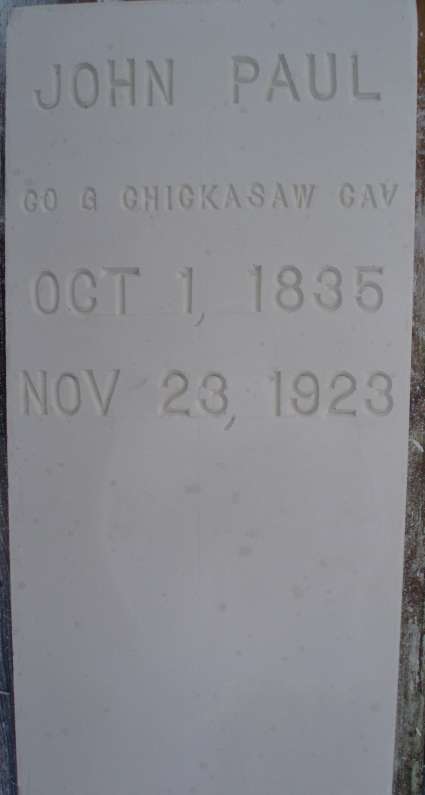 JOHN PAUL
CO G CHICKASAW CAV
OCT 1, 1835
NOV 23, 1923